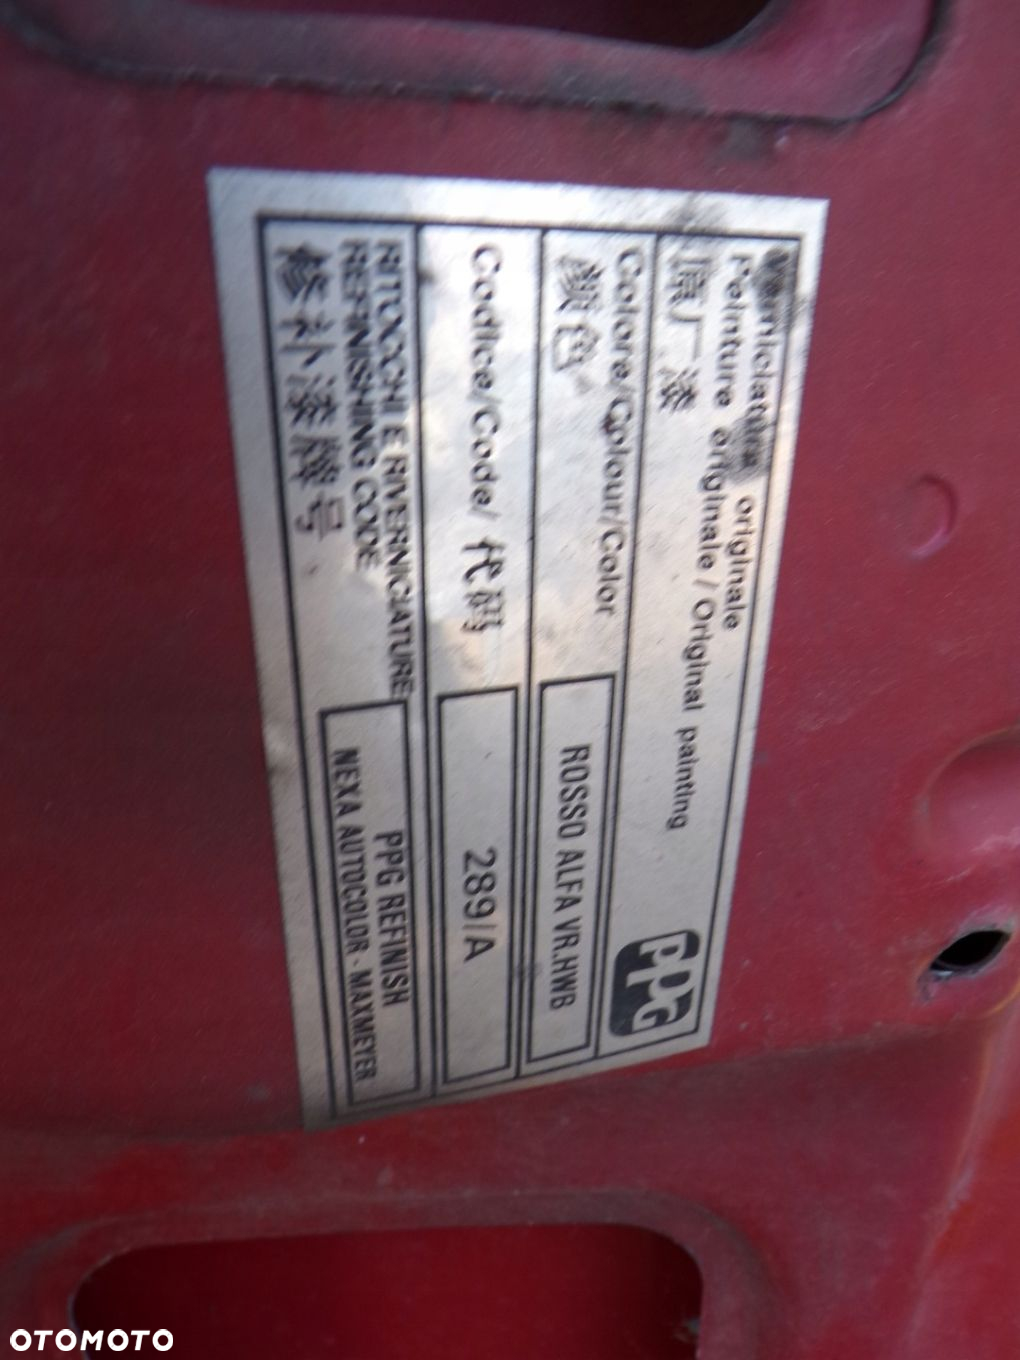 Verniciatura originale
Peinture originale / Original painting
原厂漆
PPG
Colore/Colour/Color
颜色
ROSSO ALFA VR.HWB
Codice/Code/ 代码
289/A
RITOCCHI E RIVERNICIATURE
REFINISHING CODE
修补漆牌号
PPG REFINISH
NEXA AUTOCOLOR - MAXMEYER
OTOMOTO